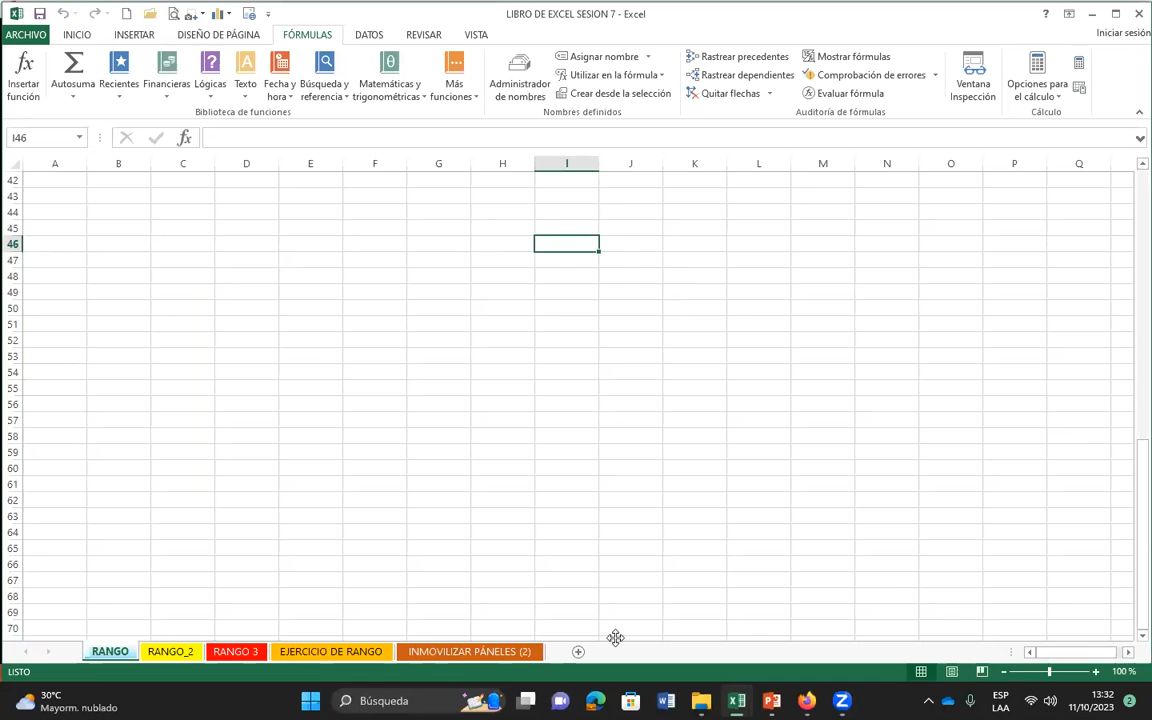 LIBRO DE EXCEL SESION 7 - Excel
?
ARCHIVO INICIO INSERTAR DISEÑO DE PÁGINA FÓRMULAS DATOS REVISAR VISTA Iniciar sesión
Insertar función
Autosuma
Recientes
Financieras
Lógicas
Texto
Fecha y hora
Búsqueda y referencia
Matemáticas y trigonométricas
Más funciones
Biblioteca de funciones
Administrador de nombres
Asignar nombre
Utilizar en la fórmula
Crear desde la selección
Nombres definidos
Rastrear precedentes
Rastrear dependientes
Quitar flechas
Mostrar fórmulas
Comprobación de errores
Evaluar fórmula
Auditoría de fórmulas
Ventana Inspección
Opciones para el cálculo
Cálculo
I46 fx
A B C D E F G H I J K L M N O P Q
42
43
44
45
46
47
48
49
50
51
52
53
54
55
56
57
58
59
60
61
62
63
64
65
66
67
68
69
70
RANGO RANGO_2 RANGO 3 EJERCICIO DE RANGO INMOVILIZAR PÁNELES (2)
LISTO 100 %
30°C
Mayorm. nublado
Búsqueda
ESP
LAA
13:32
11/10/2023
2